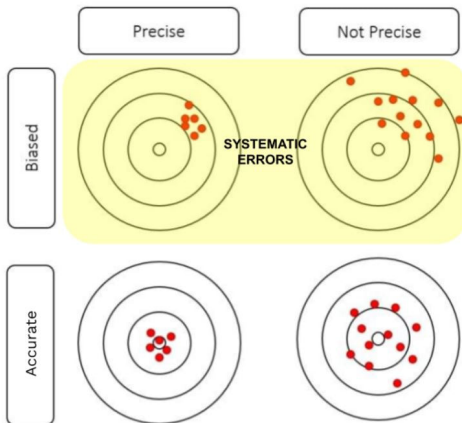 Precise
Not Precise
Biased
SYSTEMATIC
ERRORS
Accurate